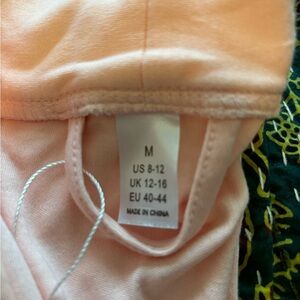 M
US 8-12
UK 12-16
EU 40-44
MADE IN CHINA